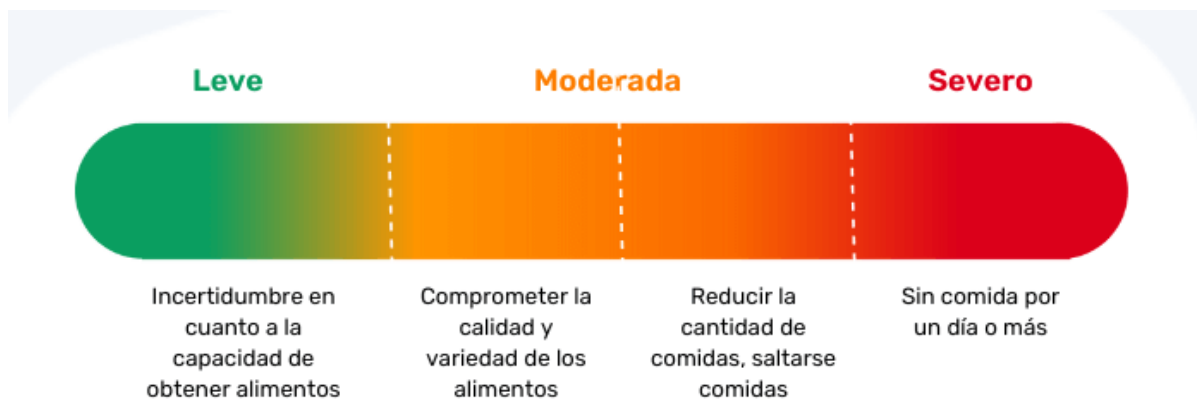 Leve
Moderada
Severo
Incertidumbre en
cuanto a la
capacidad de
obtener alimentos
Comprometer la
calidad y
variedad de los
alimentos
Reducir la
cantidad de
comidas, saltarse
comidas
Sin comida por
un día o más